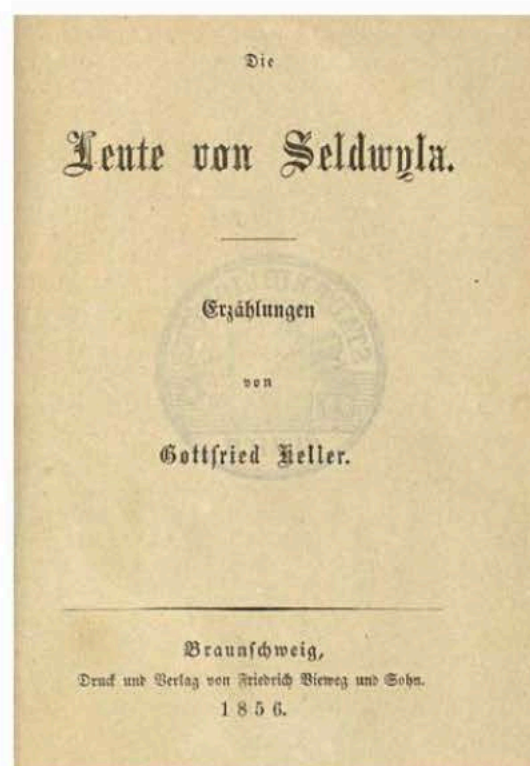 Die
Leute von Seldwyla.
Erzählungen
von
Gottfried Keller.
Braunschweig,
Druck und Verlag von Friedrich Vieweg und Sohn.
1856.